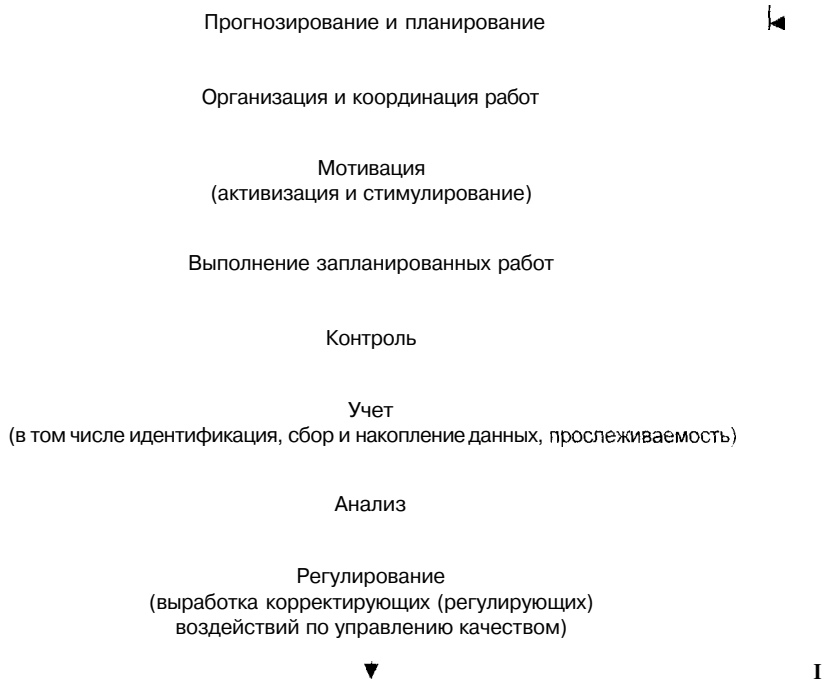 Прогнозирование и планирование
Организация и координация работ
Мотивация
(активизация и стимулирование)
Выполнение запланированных работ
Контроль
Учет
(в том числе идентификация, сбор и накопление данных, прослеживаемость)
Анализ
Регулирование
(выработка корректирующих (регулирующих)
воздействий по управлению качеством)
I